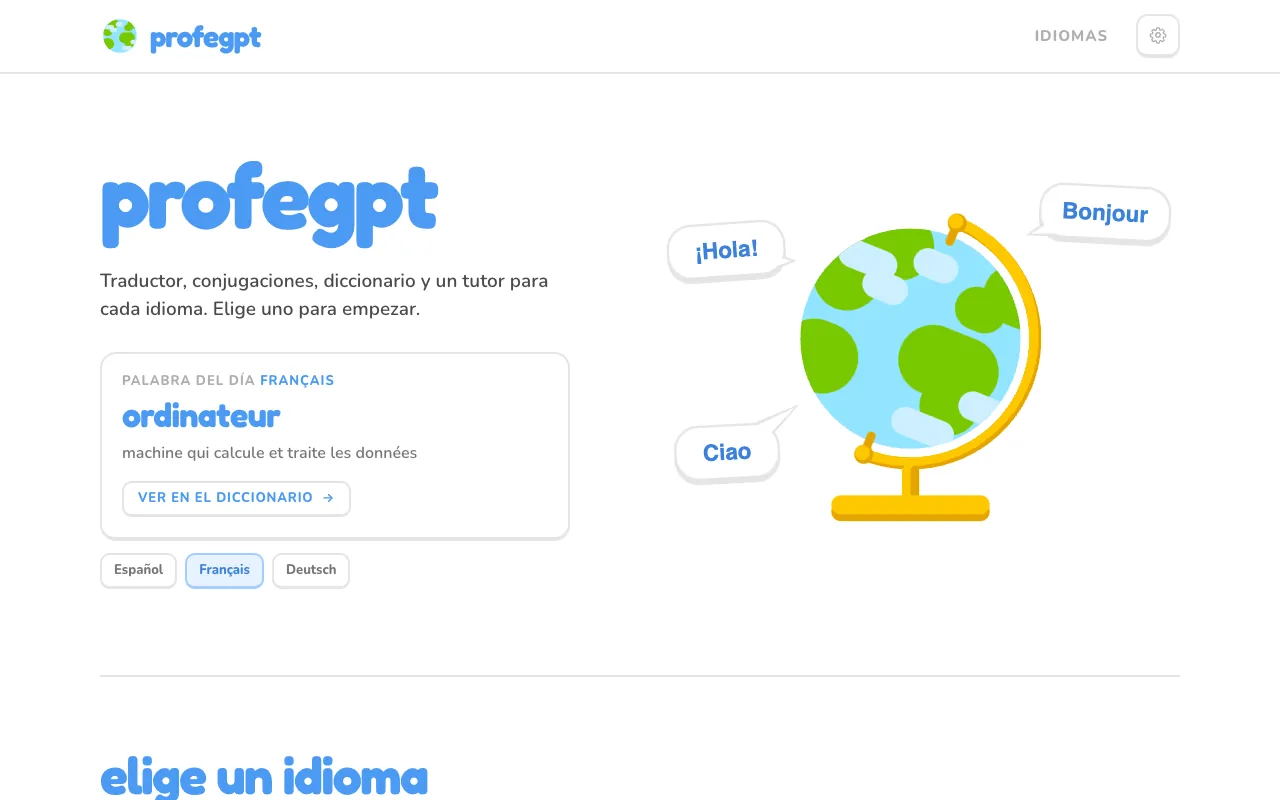 profegpt
IDIOMAS
profegpt
Traductor, conjugaciones, diccionario y un tutor para
cada idioma. Elige uno para empezar.
PALABRA DEL DÍA FRANÇAIS
ordinateur
machine qui calcule et traite les données
VER EN EL DICCIONARIO →
Español
Français
Deutsch
¡Hola!
Bonjour
Ciao
elige un idioma